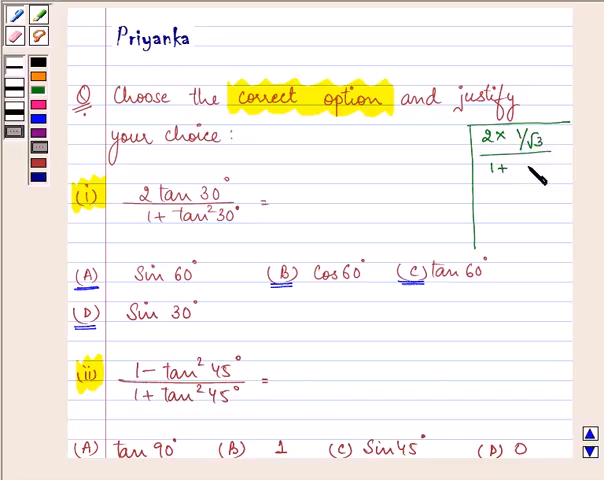 Priyanka
Q Choose the correct option and justify
your choice :
2 × 1/√3
1 +
(i) 2 tan 30° / 1 + tan² 30° =
(A) Sin 60° (B) Cos 60° (C) tan 60°
(D) Sin 30°
(ii) 1 - tan² 45° / 1 + tan² 45° =
(A) tan 90° (B) 1 (C) Sin 45° (D) 0